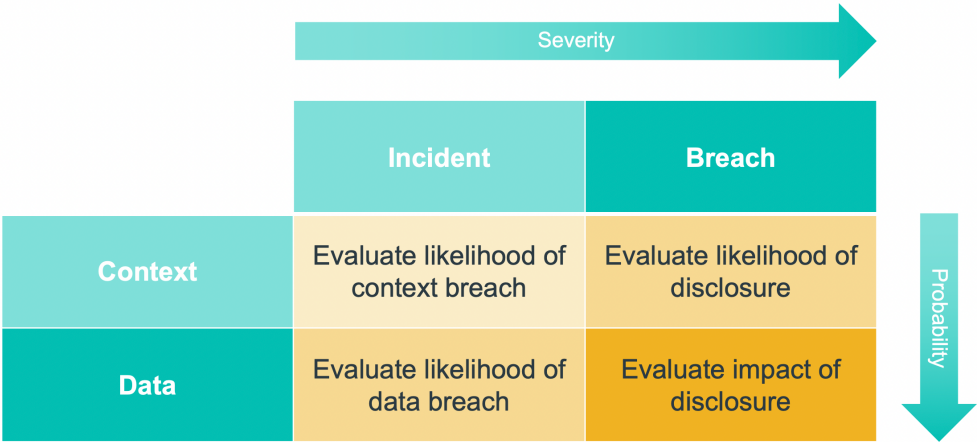 Severity
Incident
Breach
Context
Evaluate likelihood of
context breach
Evaluate likelihood of
disclosure
Probability
Data
Evaluate likelihood of
data breach
Evaluate impact of
disclosure